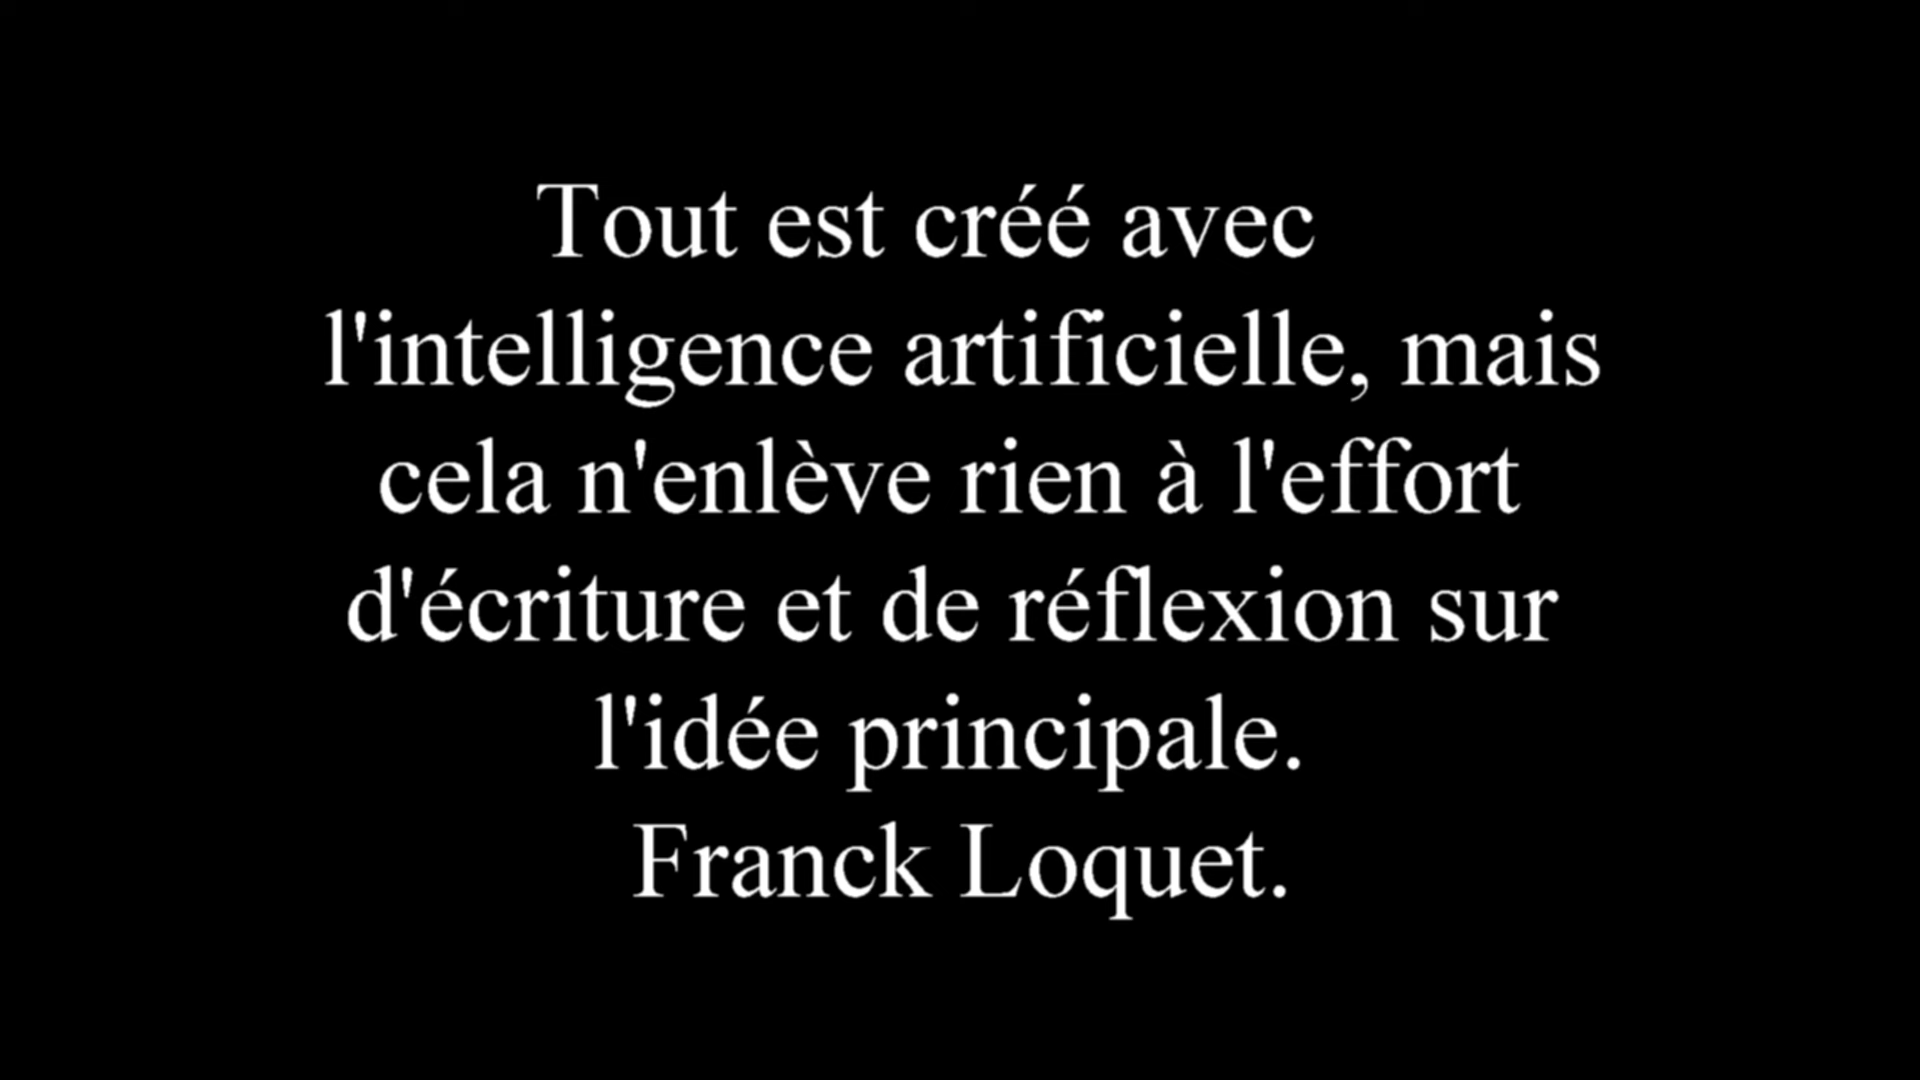 Tout est créé avec
l'intelligence artificielle, mais
cela n'enlève rien à l'effort
d'écriture et de réflexion sur
l'idée principale.
Franck Loquet.